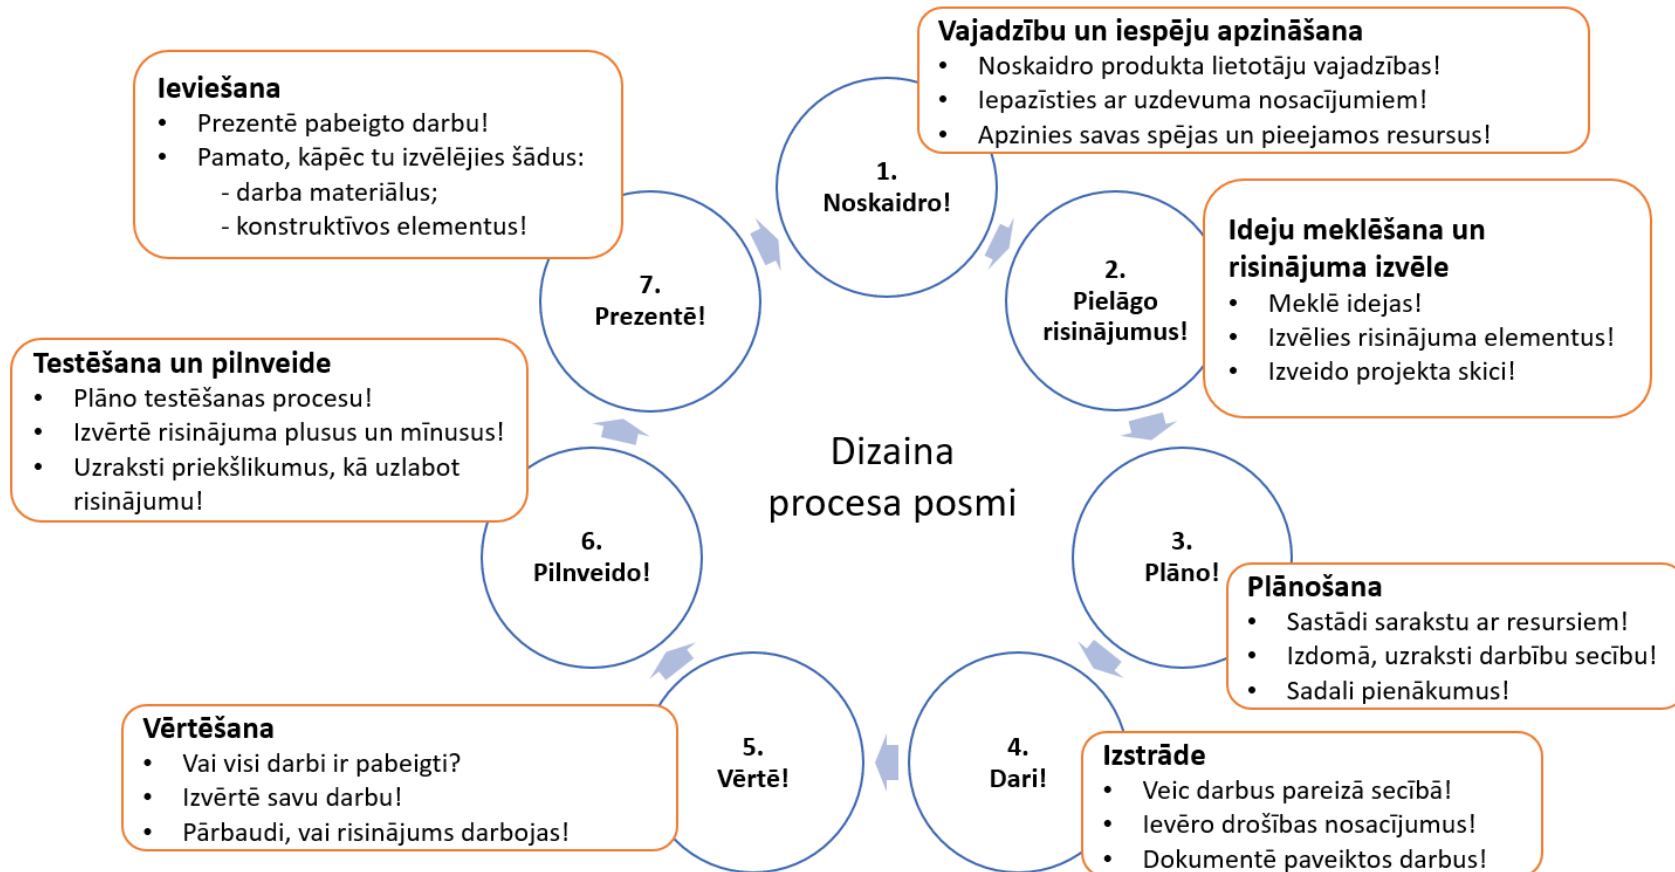 Dizaina
procesa posmi
1.
Noskaidro!
Vajadzību un iespēju apzināšana
• Noskaidro produkta lietotāju vajadzības!
• Iepazīsties ar uzdevuma nosacījumiem!
• Apzinies savas spējas un pieejamos resursus!
2.
Pielāgo
risinājumus!
Ideju meklēšana un
risinājuma izvēle
• Meklē idejas!
• Izvēlies risinājuma elementus!
• Izveido projekta skici!
3.
Plāno!
Plānošana
• Sastādi sarakstu ar resursiem!
• Izdomā, uzraksti darbību secību!
• Sadali pienākumus!
4.
Dari!
Izstrāde
• Veic darbus pareizā secībā!
• Ievēro drošības nosacījumus!
• Dokumentē paveiktos darbus!
5.
Vērtē!
Vērtēšana
• Vai visi darbi ir pabeigti?
• Izvērtē savu darbu!
• Pārbaudi, vai risinājums darbojas!
6.
Pilnveido!
Testēšana un pilnveide
• Plāno testēšanas procesu!
• Izvērtē risinājuma plusus un mīnusus!
• Uzraksti priekšlikumus, kā uzlabot
risinājumu!
7.
Prezentē!
Ieviešana
• Prezentē pabeigto darbu!
• Pamato, kāpēc tu izvēlējies šādus:
- darba materiālus;
- konstruktīvos elementus!